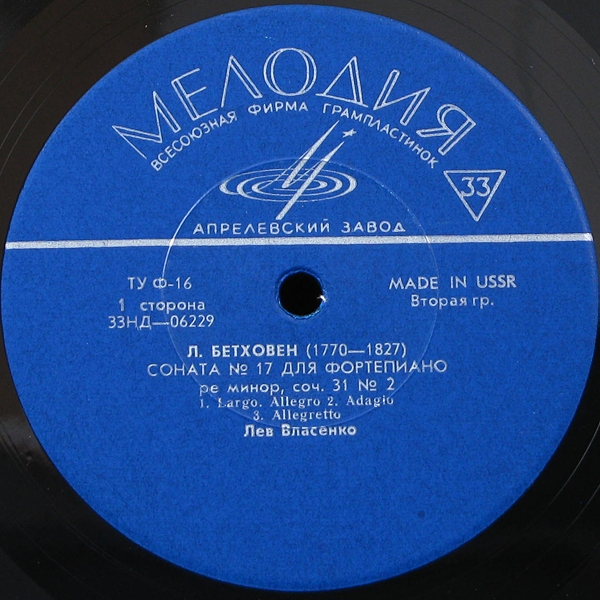 МЕЛОДИЯ
ВСЕСОЮЗНАЯ ФИРМА ГРАМПЛАСТИНОК
33
АПРЕЛЕВСКИЙ ЗАВОД
ТУ Ф-16
MADE IN USSR
1 сторона
Вторая гр.
33НД—06229
Л. БЕТХОВЕН (1770—1827)
СОНАТА № 17 ДЛЯ ФОРТЕПИАНО
ре минор, соч. 31 № 2
1. Largo. Allegro 2. Adagio
3. Allegretto
Лев Власенко